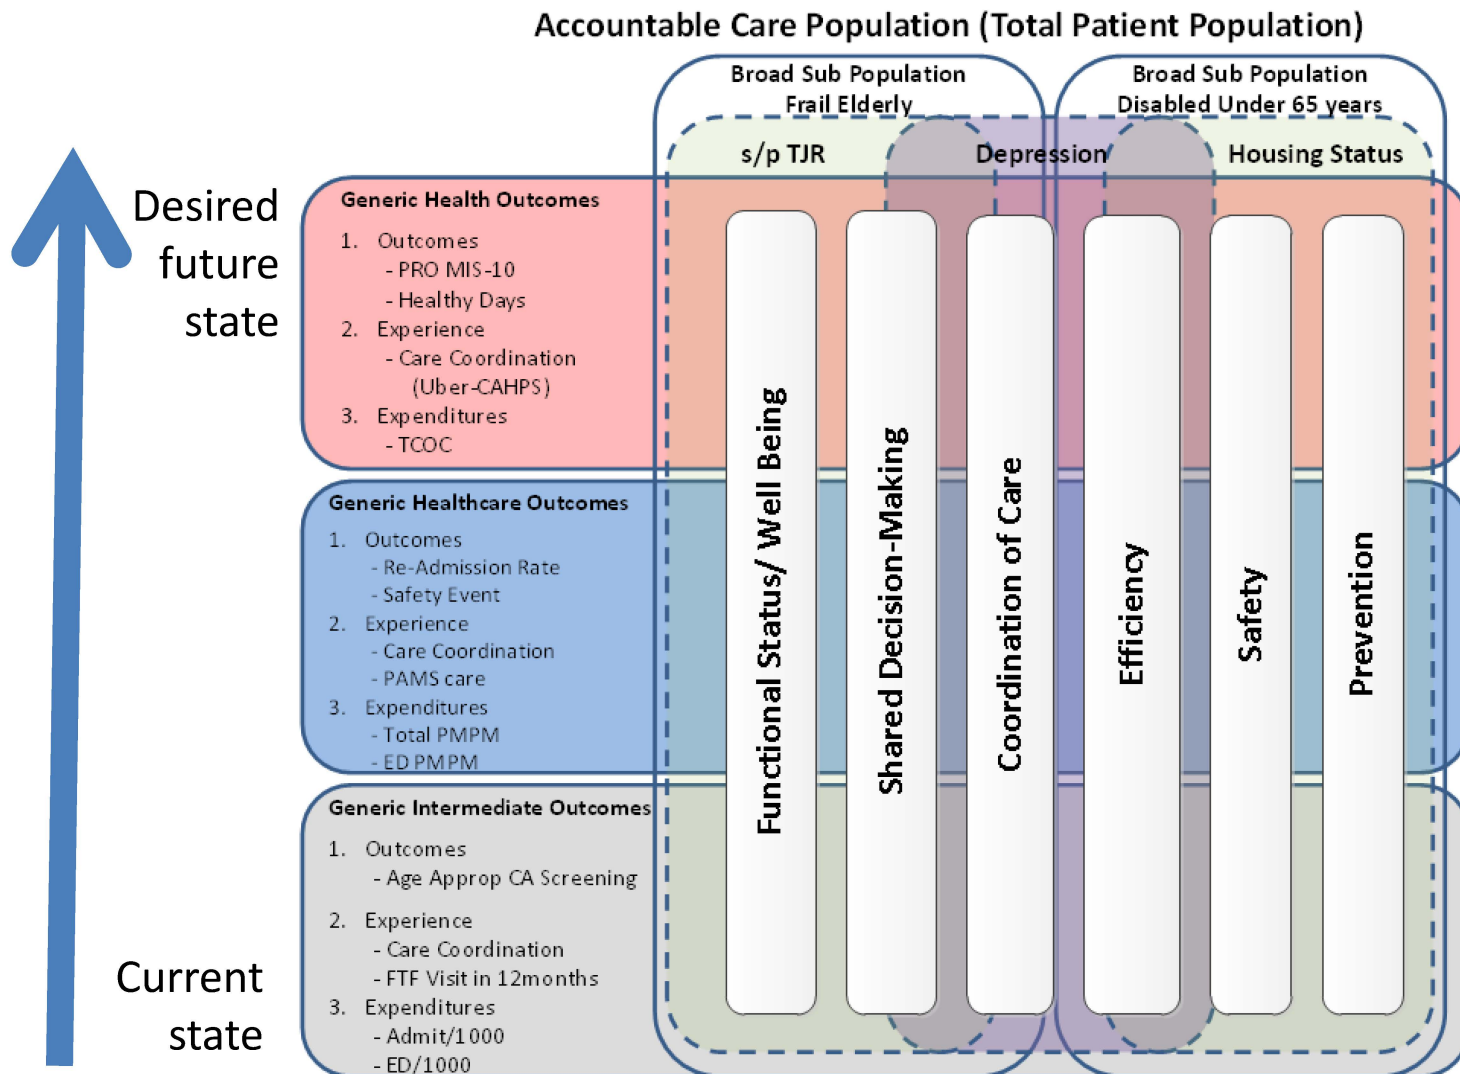 Accountable Care Population (Total Patient Population)
Broad Sub Population
Frail Elderly
Broad Sub Population
Disabled Under 65 years
s/p TJR
Depression
Housing Status
Desired
future
state
Generic Health Outcomes
1. Outcomes
- PRO MIS-10
- Healthy Days
2. Experience
- Care Coordination
(Uber-CAHPS)
3. Expenditures
- TCOC
Generic Healthcare Outcomes
1. Outcomes
- Re-Admission Rate
- Safety Event
2. Experience
- Care Coordination
- PAMS care
3. Expenditures
- Total PMPM
- ED PMPM
Generic Intermediate Outcomes
1. Outcomes
- Age Approp CA Screening
2. Experience
- Care Coordination
- FTF Visit in 12months
3. Expenditures
- Admit/1000
- ED/1000
Current
state
Functional Status/ Well Being
Shared Decision-Making
Coordination of Care
Efficiency
Safety
Prevention